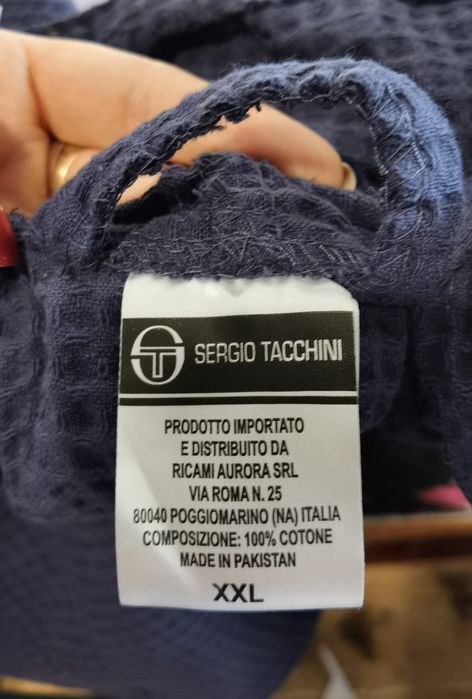 SERGIO TACCHINI
PRODOTTO IMPORTATO
E DISTRIBUITO DA
RICAMI AURORA SRL
VIA ROMA N. 25
80040 POGGIOMARINO (NA) ITALIA
COMPOSIZIONE: 100% COTONE
MADE IN PAKISTAN
XXL